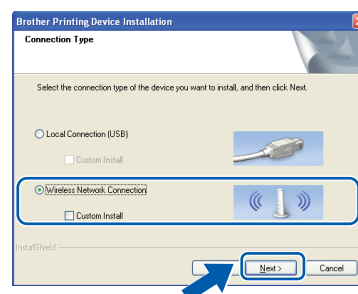 Brother Printing Device Installation
Connection Type
Select the connection type of the device you want to install, and then click Next.
Local Connection (USB)
Custom Install
Wireless Network Connection
Custom Install
InstallShield
Next >
Cancel